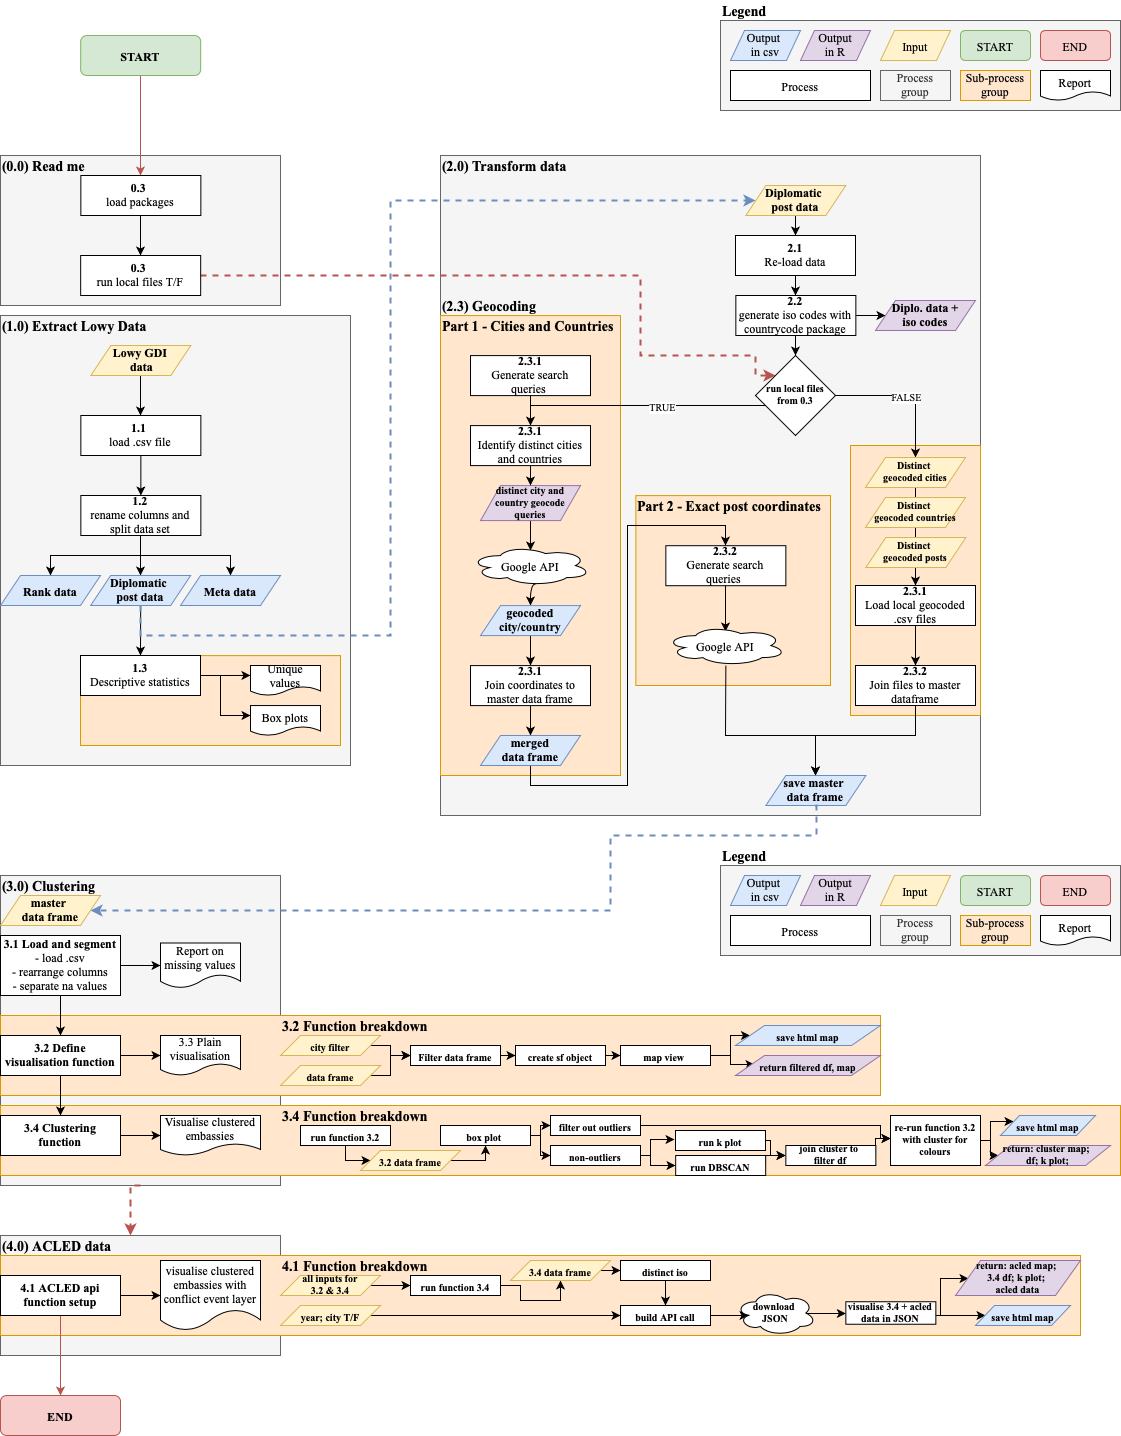 Legend
Output
in csv
Output
in R
Input
START
END
Process
Process
group
Sub-process
group
Report
START
(0.0) Read me
0.3
load packages
0.3
run local files T/F
(1.0) Extract Lowy Data
Lowy GDI
data
1.1
load .csv file
1.2
rename columns and
split data set
Rank data
Diplomatic
post data
Meta data
1.3
Descriptive statistics
Unique
values
Box plots
(2.0) Transform data
Diplomatic
post data
2.1
Re-load data
2.2
generate iso codes with
countrycode package
Diplo. data +
iso codes
run local files
from 0.3
TRUE
FALSE
(2.3) Geocoding
Part 1 - Cities and Countries
2.3.1
Generate search
queries
2.3.1
Identify distinct cities
and countries
distinct city and
country geocode
queries
Google API
geocoded
city/country
2.3.1
Join coordinates to
master data frame
merged
data frame
Part 2 - Exact post coordinates
2.3.2
Generate search
queries
Google API
Distinct
geocoded cities
Distinct
geocoded countries
Distinct
geocoded posts
2.3.1
Load local geocoded
.csv files
2.3.2
Join files to master
dataframe
save master
data frame
Legend
Output
in csv
Output
in R
Input
START
END
Process
Process
group
Sub-process
group
Report
(3.0) Clustering
master
data frame
3.1 Load and segment
- load .csv
- rearrange columns
- separate na values
Report on
missing values
3.2 Define
visualisation function
3.3 Plain
visualisation
3.2 Function breakdown
city filter
data frame
Filter data frame
create sf object
map view
save html map
return filtered df, map
3.4 Clustering
function
Visualise clustered
embassies
3.4 Function breakdown
run function 3.2
3.2 data frame
box plot
filter out outliers
non-outliers
run k plot
run DBSCAN
join cluster to
filter df
re-run function 3.2
with cluster for
colours
save html map
return: cluster map;
df; k plot;
(4.0) ACLED data
4.1 ACLED api
function setup
visualise clustered
embassies with
conflict event layer
4.1 Function breakdown
all inputs for
3.2 & 3.4
year; city T/F
run function 3.4
3.4 data frame
distinct iso
build API call
download
JSON
visualise 3.4 + acled
data in JSON
return: acled map;
3.4 df; k plot;
acled data
save html map
END